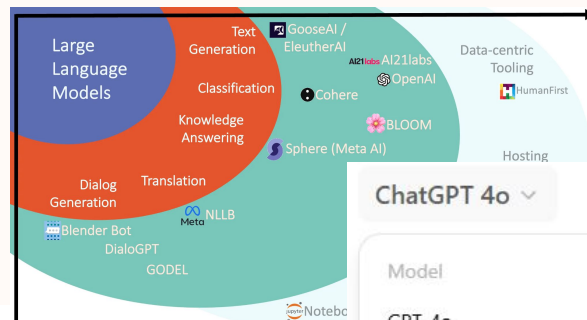 Large
Language
Models
Text
Generation
Classification
Knowledge
Answering
Translation
Dialog
Generation
GooseAI /
EleutherAI
AI21labs AI21labs
OpenAI
Cohere
BLOOM
Sphere (Meta AI)
Meta NLLB
Blender Bot
DialoGPT
GODEL
Data-centric
Tooling
HumanFirst
Hosting
jupyter
ChatGPT 4o
Model